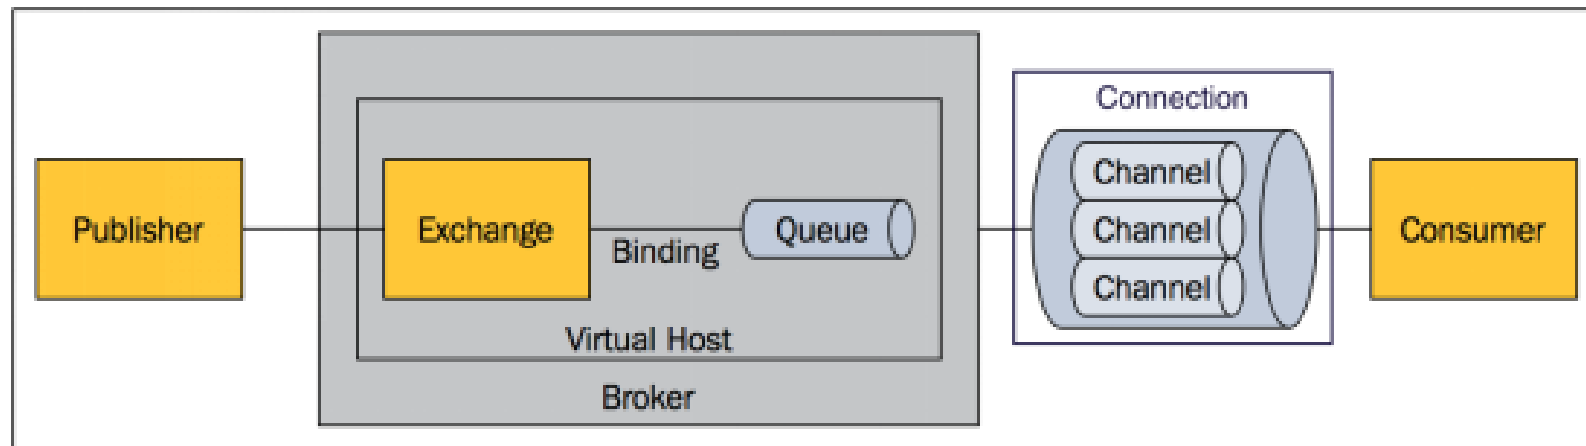 Connection
Channel
Publisher
Exchange
Binding
Queue
Channel
Consumer
Channel
Virtual Host
Broker